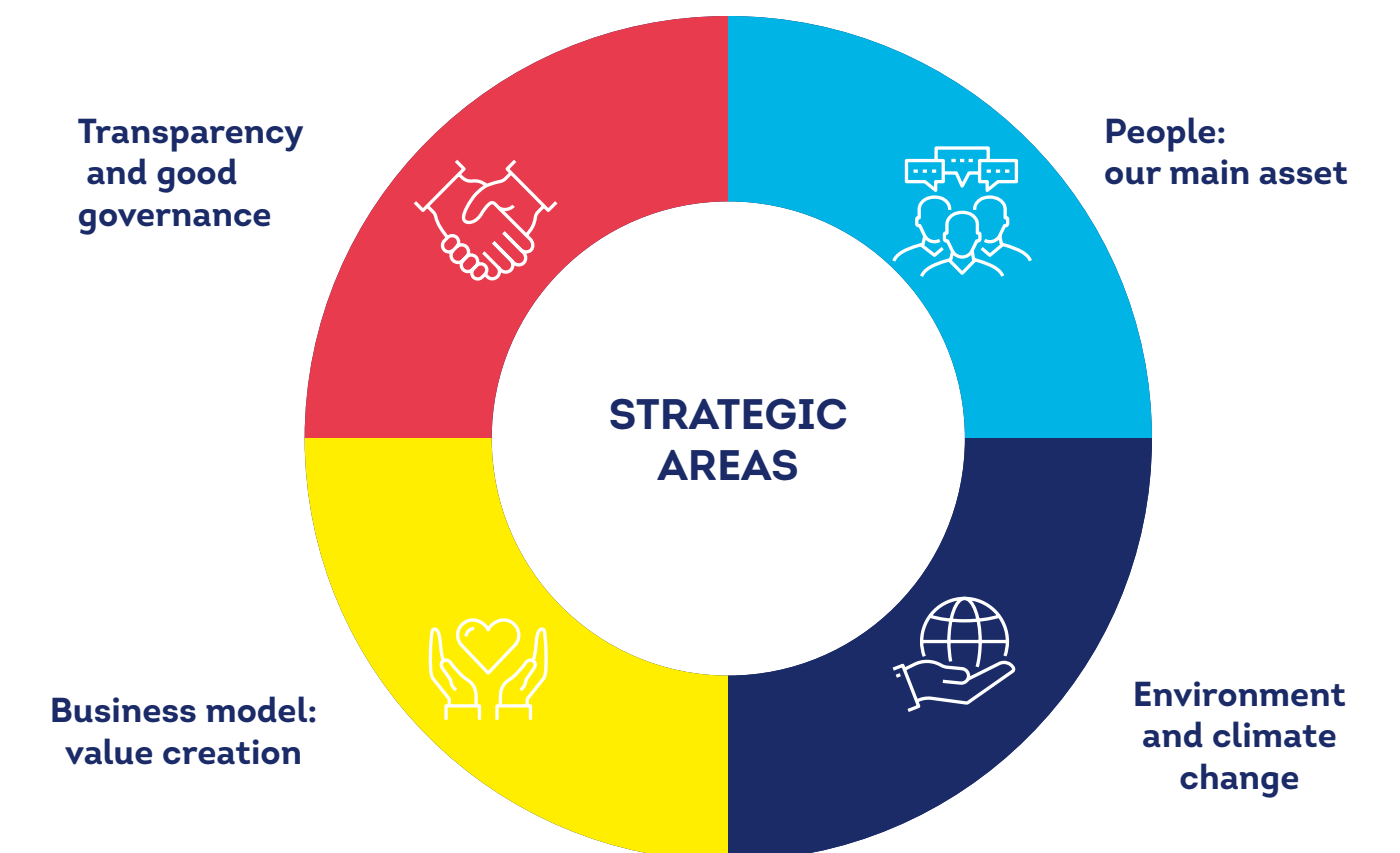 Transparency
and good
governance
People:
our main asset
STRATEGIC
AREAS
Business model:
value creation
Environment
and climate
change